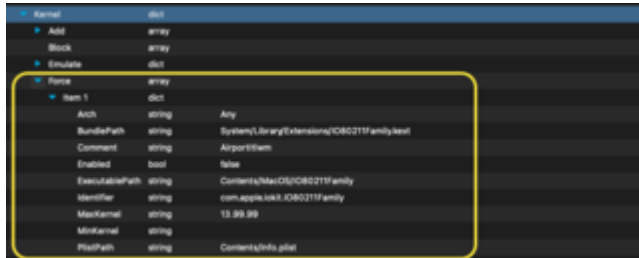 Kernel dict
Add array
Block array
Emulate dict
Force array
Item 1 dict
Arch string Any
BundlePath string System/Library/Extensions/IO80211Family.kext
Comment string AirportItlwm
Enabled bool false
ExecutablePath string Contents/MacOS/IO80211Family
Identifier string com.apple.iokit.IO80211Family
MaxKernel string 13.99.99
MinKernel string
PlistPath string Contents/Info.plist